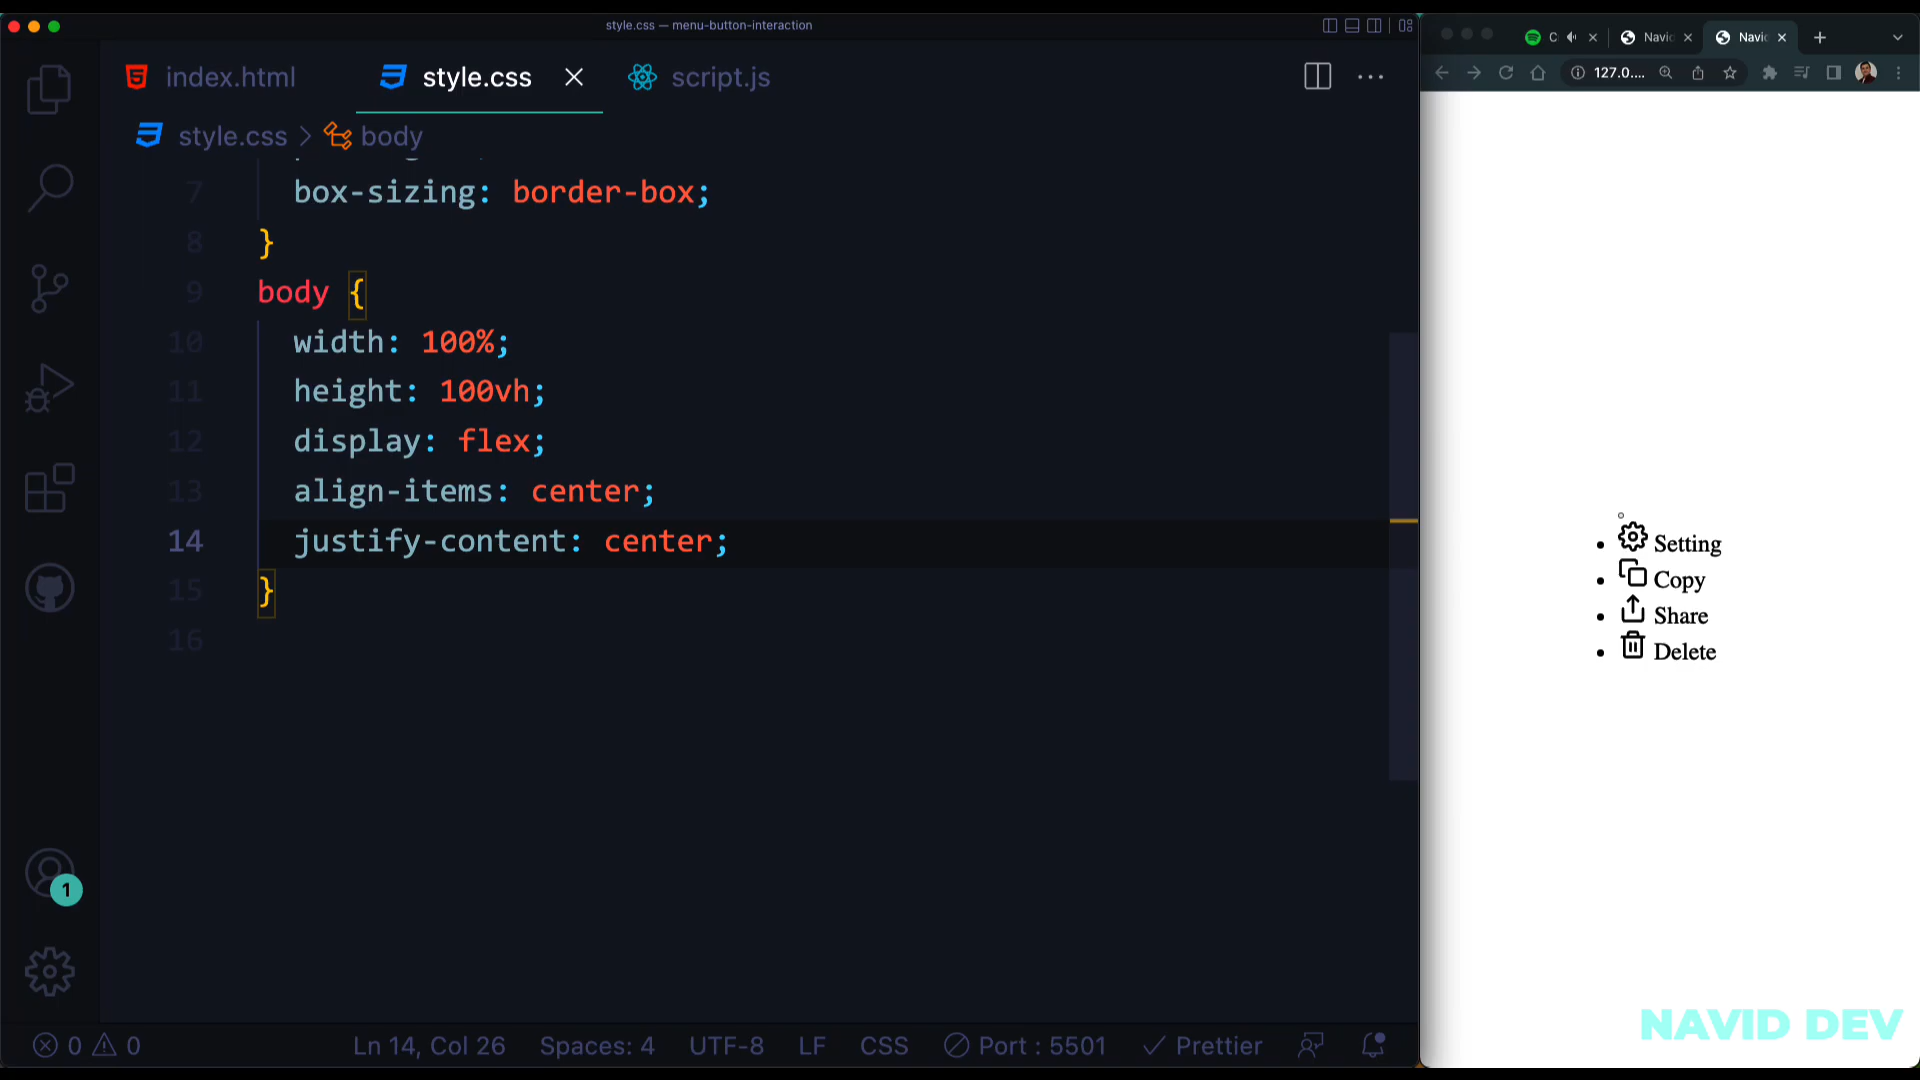 style.css — menu-button-interaction
index.html
style.css
script.js
style.css > body
7 box-sizing: border-box;
8 }
9 body {
10 width: 100%;
11 height: 100vh;
12 display: flex;
13 align-items: center;
14 justify-content: center;
15 }
16
1
0 0
Ln 14, Col 26
Spaces: 4
UTF-8
LF
CSS
Port : 5501
Prettier
C
Navid
Navid
127.0....
Setting
Copy
Share
Delete
NAVID DEV